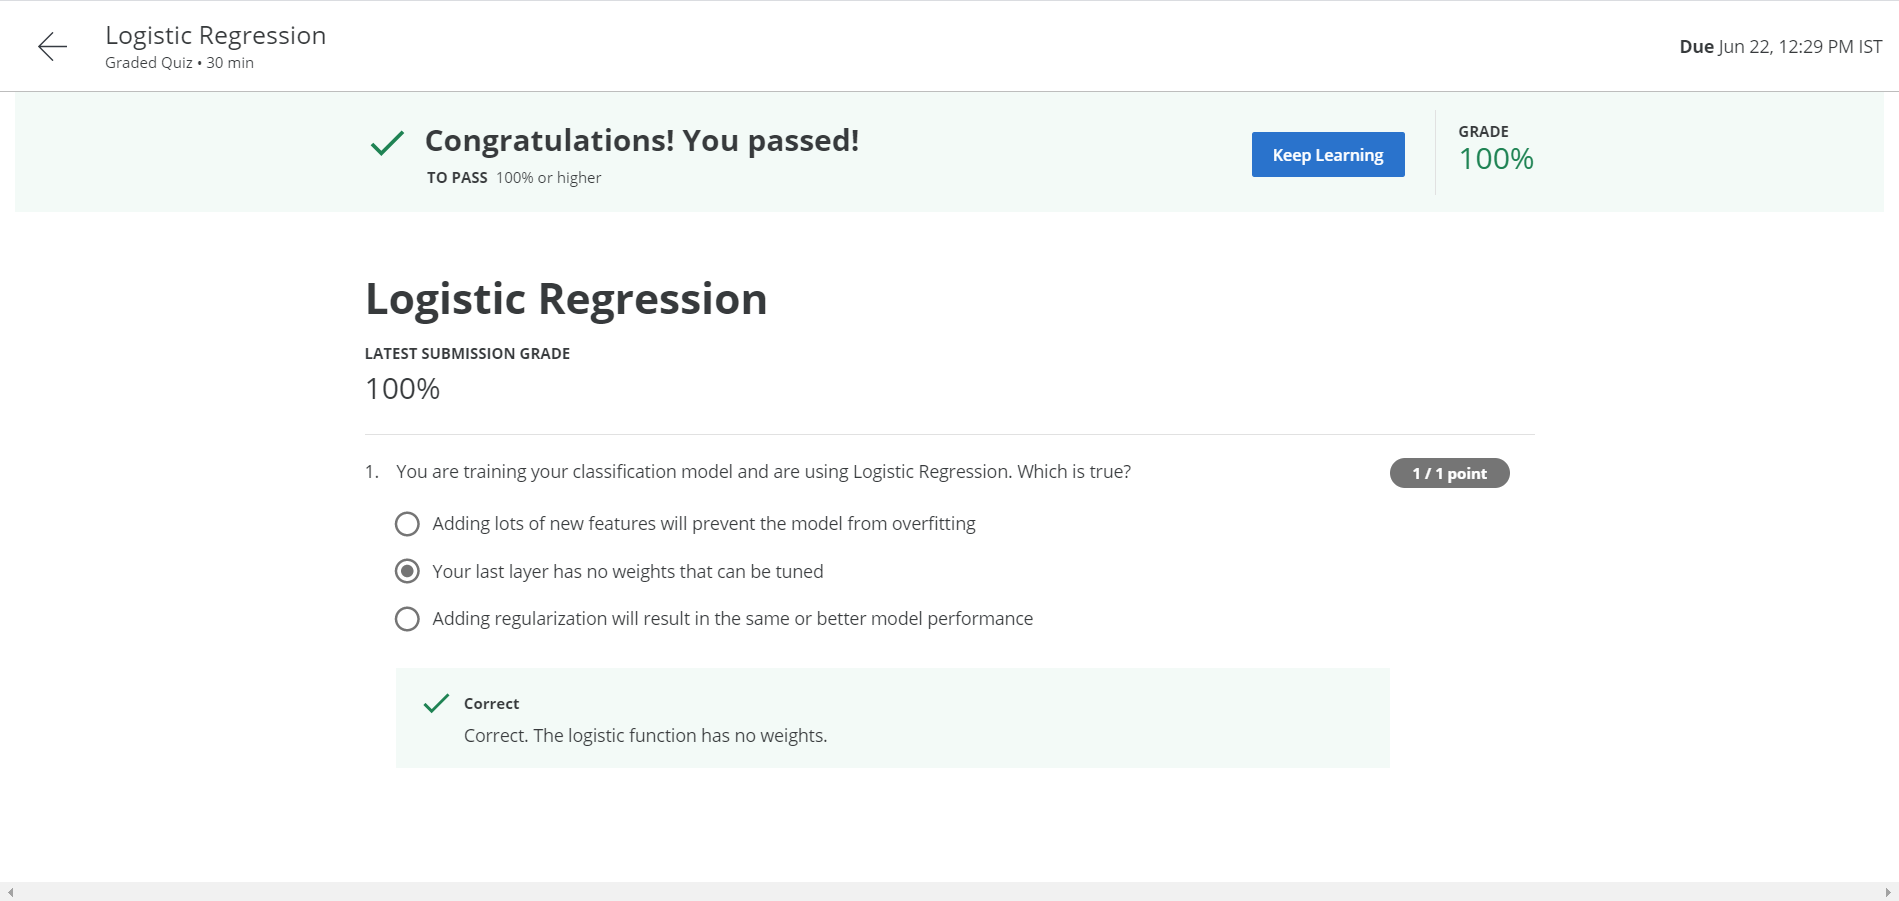 Logistic Regression
Graded Quiz • 30 min
Due Jun 22, 12:29 PM IST
Congratulations! You passed!
TO PASS 100% or higher
Keep Learning
GRADE
100%
Logistic Regression
LATEST SUBMISSION GRADE
100%
1. You are training your classification model and are using Logistic Regression. Which is true?
1 / 1 point
Adding lots of new features will prevent the model from overfitting
Your last layer has no weights that can be tuned
Adding regularization will result in the same or better model performance
Correct
Correct. The logistic function has no weights.